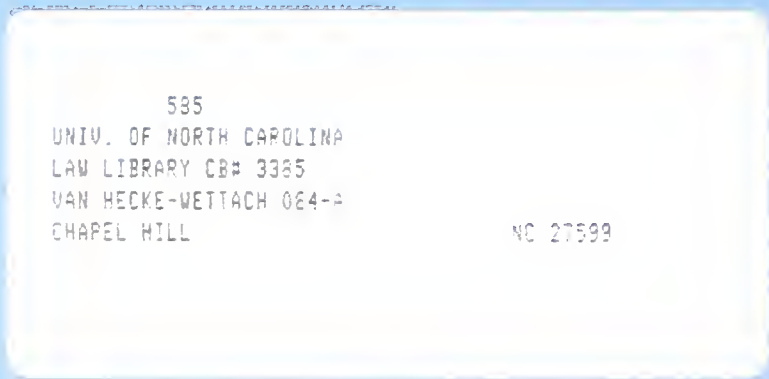 585
UNIV. OF NORTH CAROLINA
LAW LIBRARY CB# 3385
VAN HECKE-WETTACH 064-A
CHAPEL HILL NC 27599